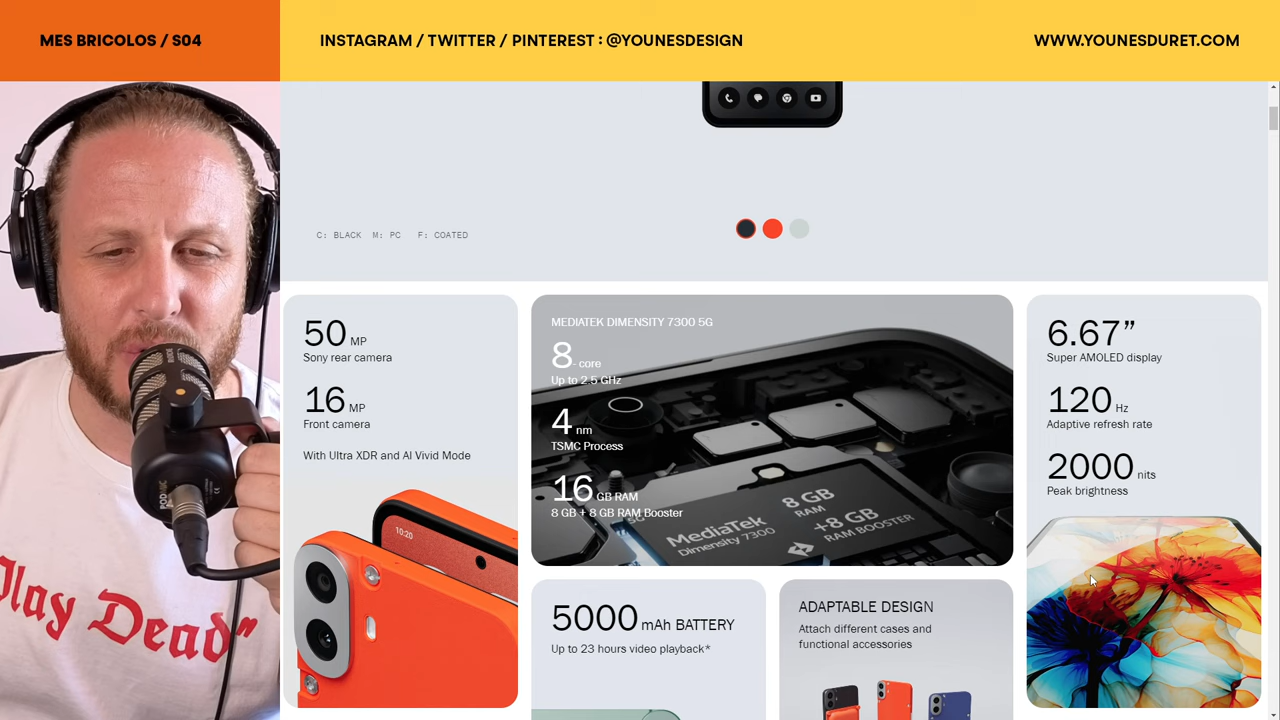 MES BRICOLOS / S04
INSTAGRAM / TWITTER / PINTEREST : @YOUNESDESIGN
WWW.YOUNESDURET.COM
C: BLACK M: PC F: COATED
50 MP
Sony rear camera
16 MP
Front camera
With Ultra XDR and AI Vivid Mode
10:20
MEDIATEK DIMENSITY 7300 5G
8 - core
Up to 2.5 GHz
4 nm
TSMC Process
16 GB RAM
8 GB + 8 GB RAM Booster
MediaTek
Dimensity 7300
8 GB
RAM
+8 GB
RAM BOOSTER
6.67”
Super AMOLED display
120 Hz
Adaptive refresh rate
2000 nits
Peak brightness
5000 mAh BATTERY
Up to 23 hours video playback*
ADAPTABLE DESIGN
Attach different cases and
functional accessories
PODMIC
Play Dead”